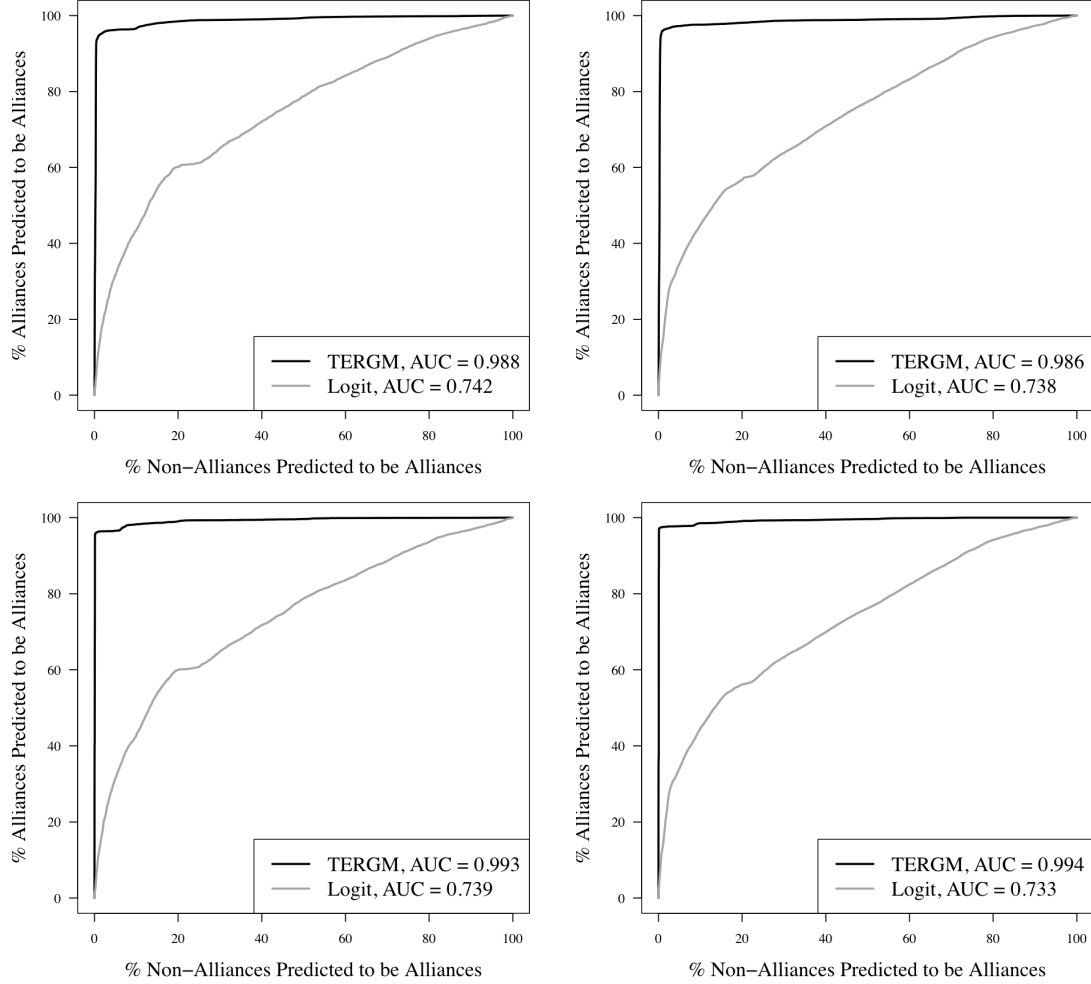 % Alliances Predicted to be Alliances
100
80
60
40
20
0
TERGM, AUC = 0.988
Logit, AUC = 0.742
0 20 40 60 80 100
% Non−Alliances Predicted to be Alliances
% Alliances Predicted to be Alliances
100
80
60
40
20
0
TERGM, AUC = 0.986
Logit, AUC = 0.738
0 20 40 60 80 100
% Non−Alliances Predicted to be Alliances
% Alliances Predicted to be Alliances
100
80
60
40
20
0
TERGM, AUC = 0.993
Logit, AUC = 0.739
0 20 40 60 80 100
% Non−Alliances Predicted to be Alliances
% Alliances Predicted to be Alliances
100
80
60
40
20
0
TERGM, AUC = 0.994
Logit, AUC = 0.733
0 20 40 60 80 100
% Non−Alliances Predicted to be Alliances